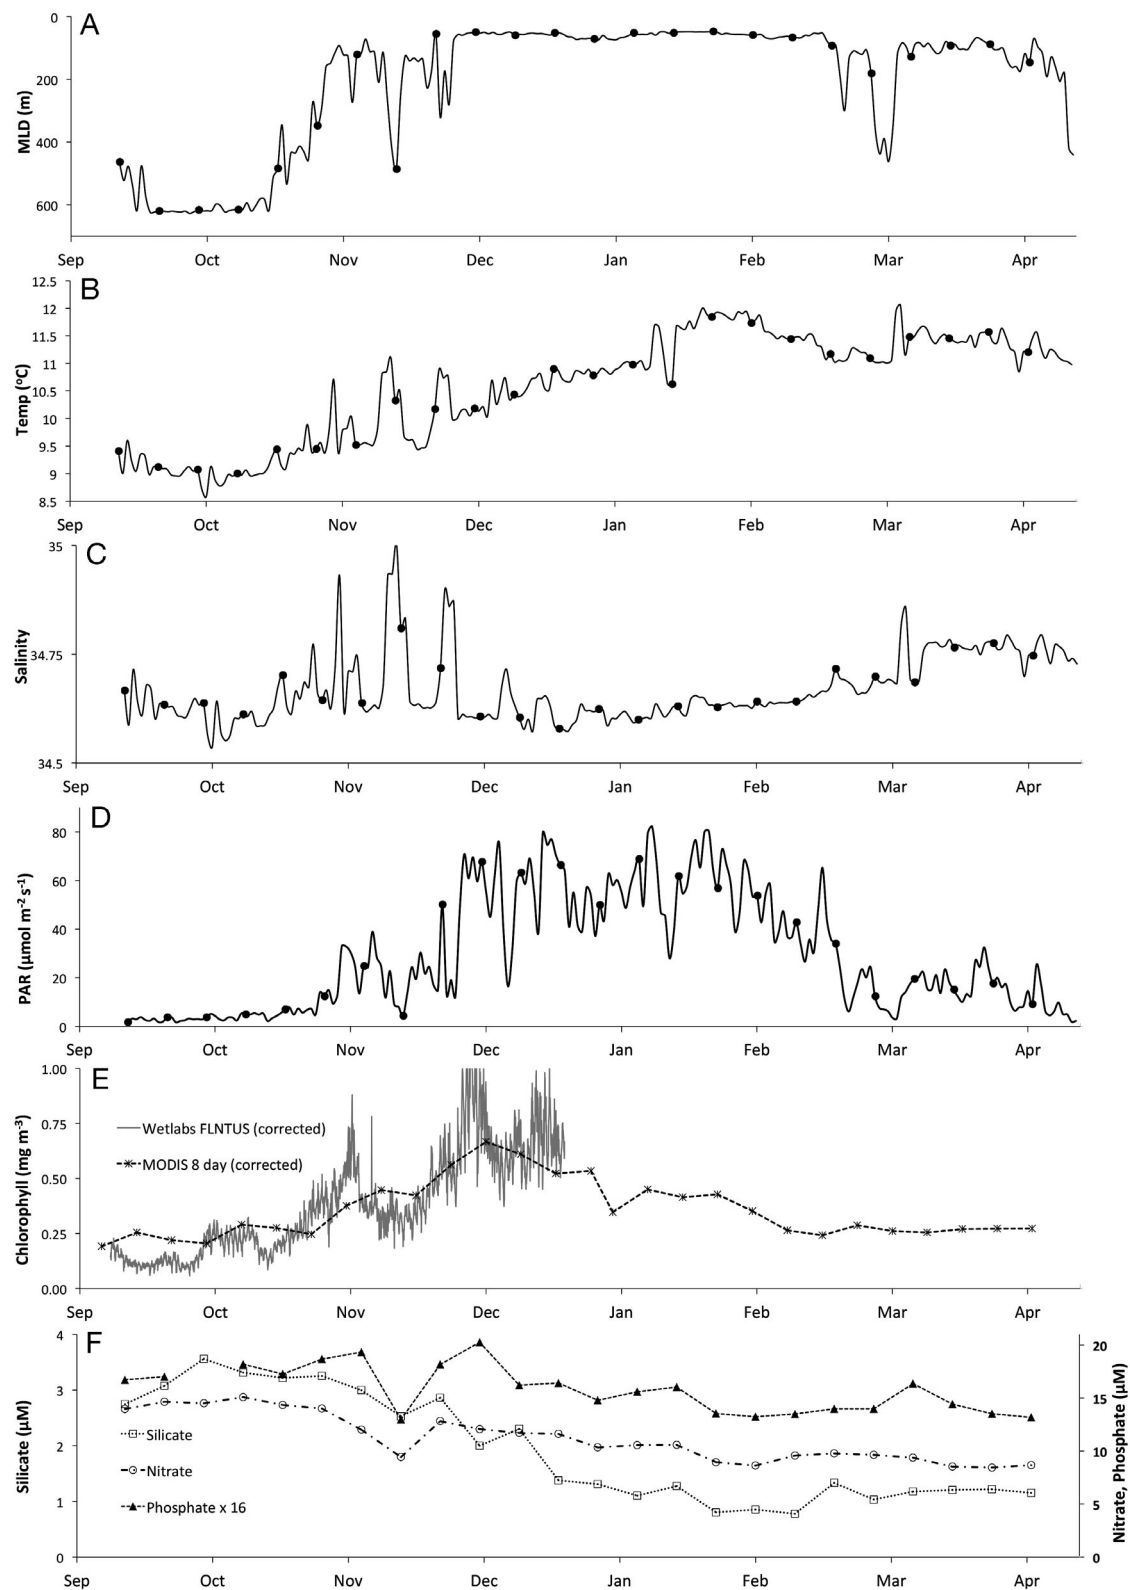 A
0
200
400
600
MLD (m)
Sep Oct Nov Dec Jan Feb Mar Apr
B
12.5
12
11.5
11
10.5
10
9.5
9
8.5
Temp (°C)
Sep Oct Nov Dec Jan Feb Mar Apr
C
35
34.75
34.5
Salinity
Sep Oct Nov Dec Jan Feb Mar Apr
D
80
60
40
20
0
PAR (µmol m-2 s-1)
Sep Oct Nov Dec Jan Feb Mar Apr
E
1.00
0.75
0.50
0.25
0.00
Chlorophyll (mg m-3)
Wetlabs FLNTUS (corrected)
MODIS 8 day (corrected)
Sep Oct Nov Dec Jan Feb Mar Apr
F
4
3
2
1
0
Silicate (µM)
Silicate
Nitrate
Phosphate x 16
20
15
10
5
0
Nitrate, Phosphate (µM)
Sep Oct Nov Dec Jan Feb Mar Apr